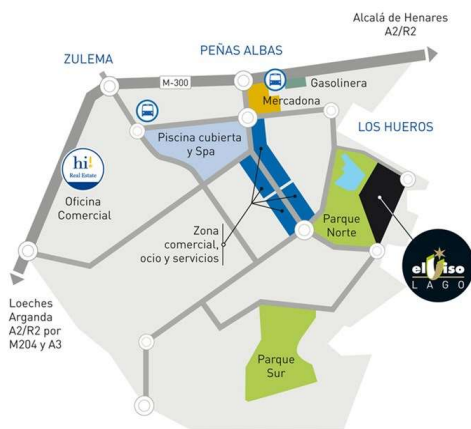 Alcalá de Henares
A2/R2
PEÑAS ALBAS
ZULEMA
M-300
Gasolinera
Mercadona
LOS HUEROS
Piscina cubierta
y Spa
hi!
Real Estate
Oficina
Comercial
Zona
comercial,
ocio y servicios
Parque
Norte
el Viso
LAGO
Loeches
Arganda
A2/R2 por
M204 y A3
Parque
Sur